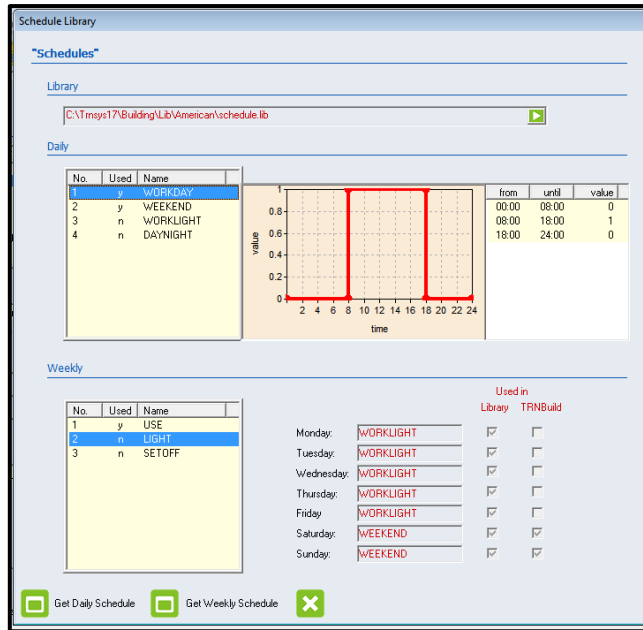 Schedule Library
"Schedules"
Library
C:\Trnsys17\Building\Lib\American\schedule.lib
Daily
No. Used Name
1 y WORKDAY
2 y WEEKEND
3 n WORKLIGHT
4 n DAYNIGHT
value
1
0.8
0.6
0.4
0.2
0
2 4 6 8 10 12 14 16 18 20 22 24
time
from until value
00:00 08:00 0
08:00 18:00 1
18:00 24:00 0
Weekly
No. Used Name
1 y USE
2 n LIGHT
3 n SETOFF
Used in
Library TRNBuild
Monday: WORKLIGHT
Tuesday: WORKLIGHT
Wednesday: WORKLIGHT
Thursday: WORKLIGHT
Friday WORKLIGHT
Saturday: WEEKEND
Sunday: WEEKEND
Get Daily Schedule Get Weekly Schedule